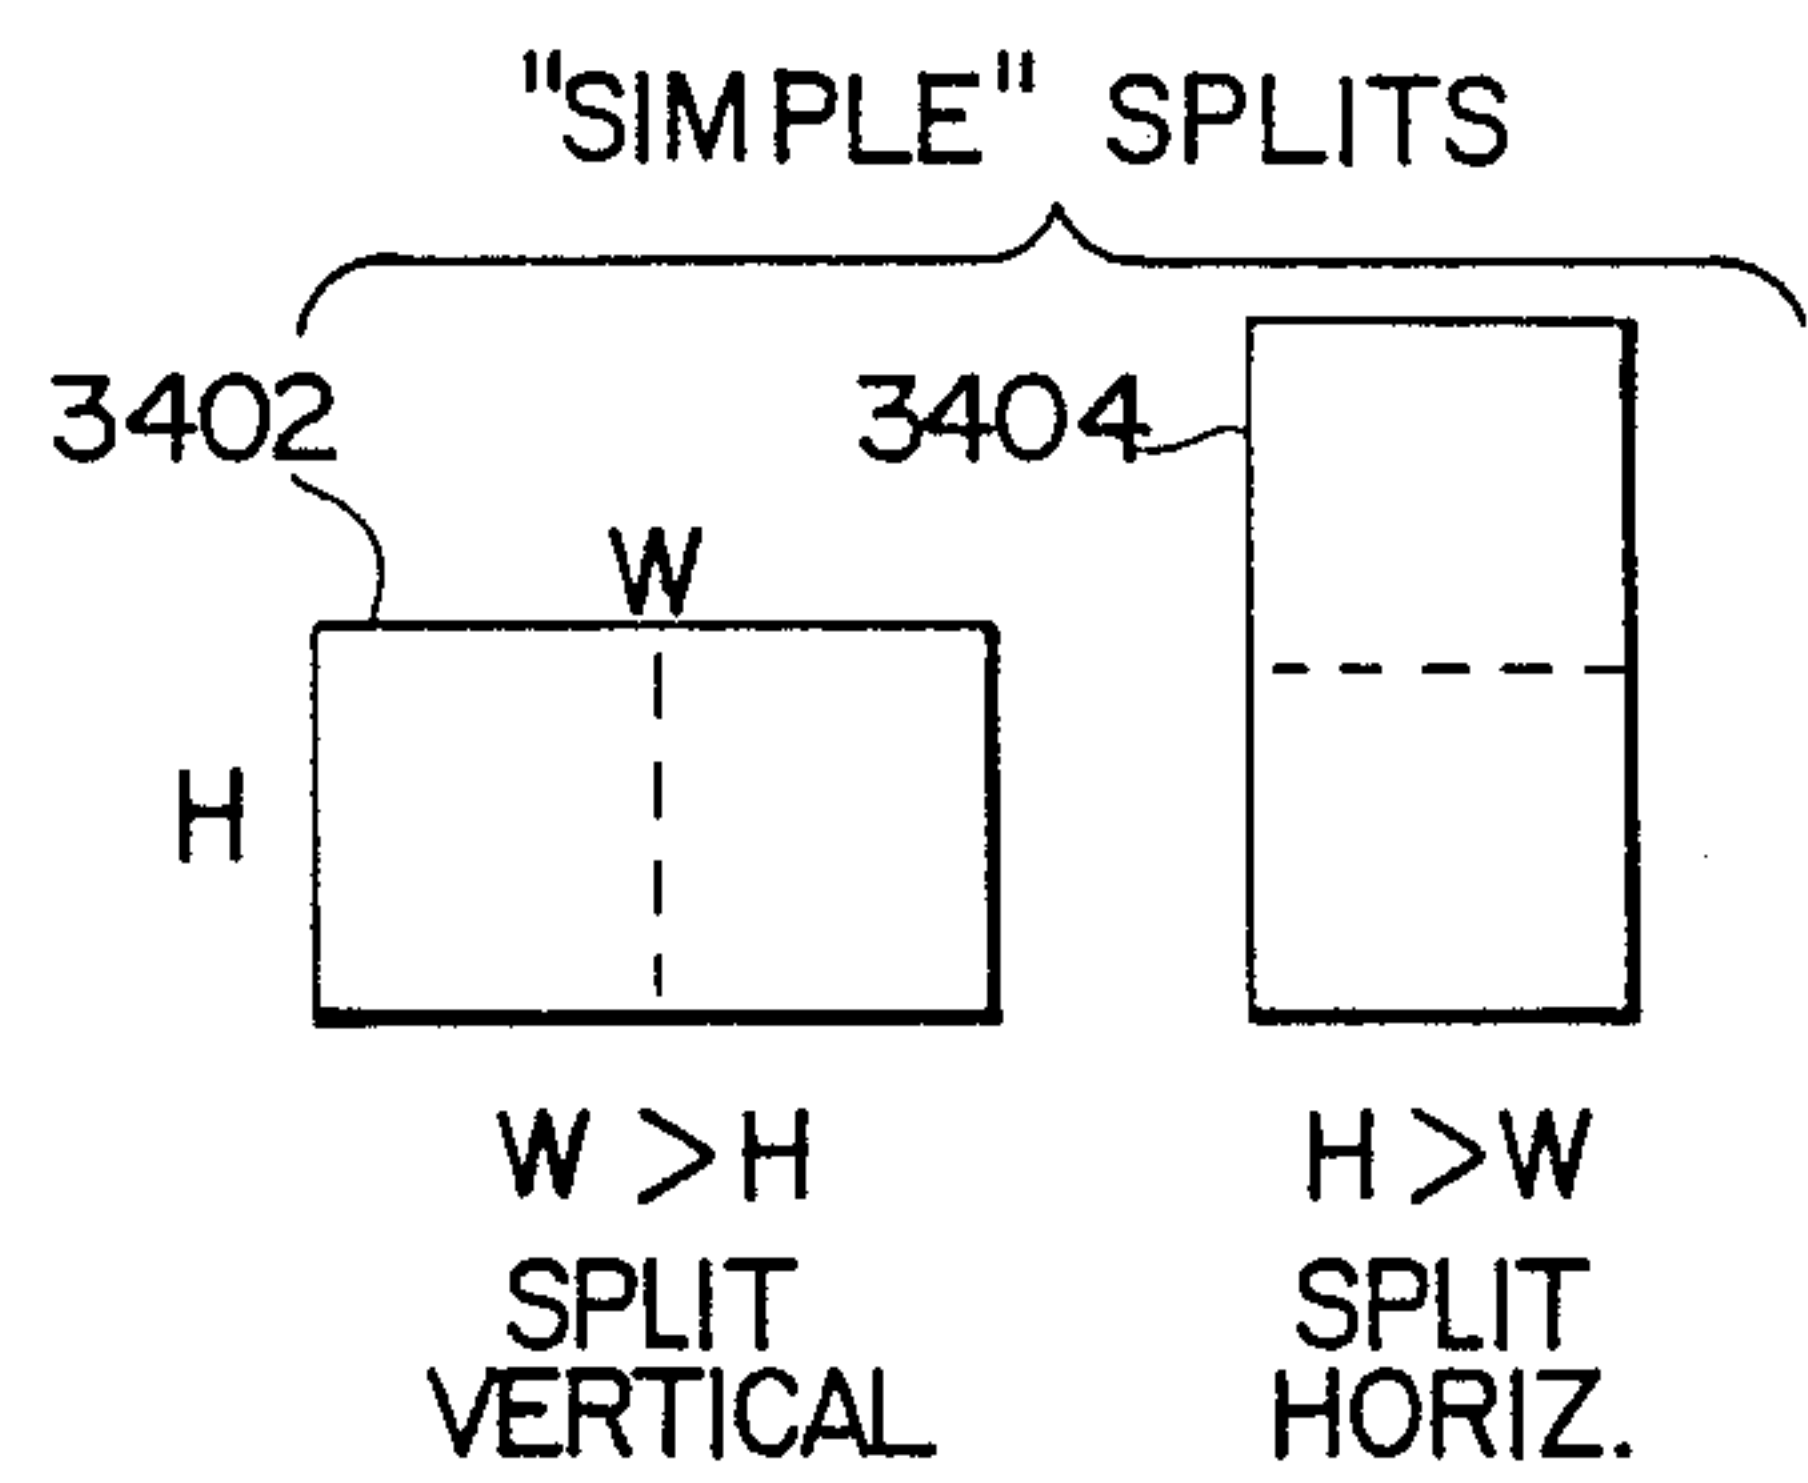 "SIMPLE" SPLITS
3402
3404
W
H
W > H
SPLIT
VERTICAL
H > W
SPLIT
HORIZ.